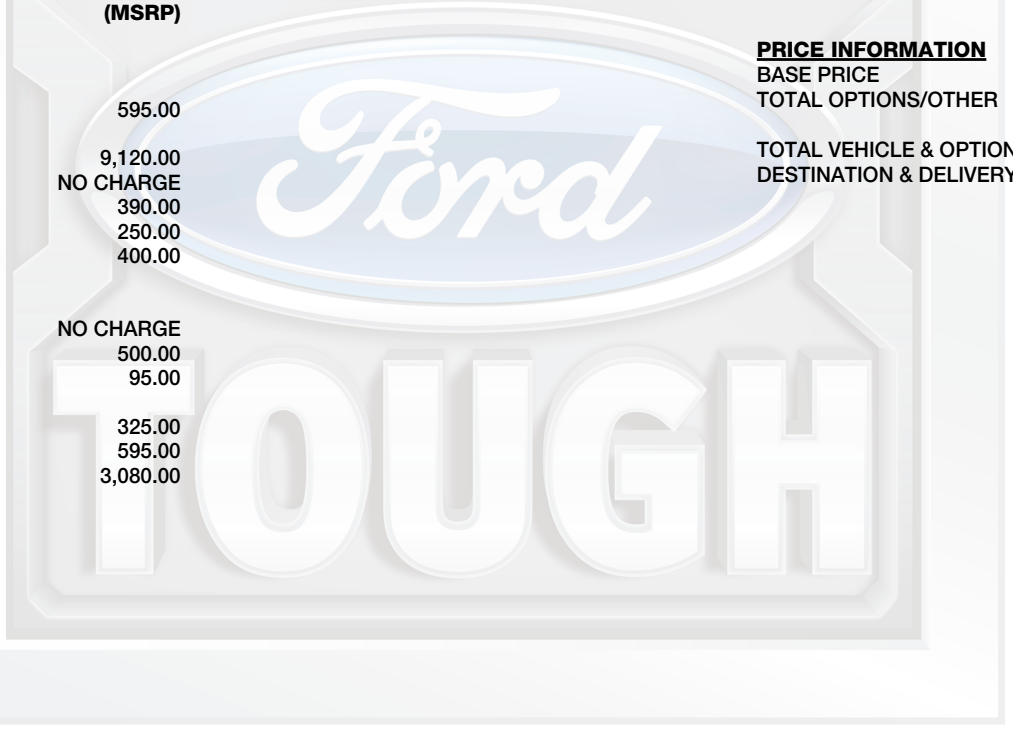 (MSRP)
595.00
9,120.00
NO CHARGE
390.00
250.00
400.00
NO CHARGE
500.00
95.00
325.00
595.00
3,080.00
PRICE INFORMATION
BASE PRICE
TOTAL OPTIONS/OTHER
TOTAL VEHICLE & OPTION
DESTINATION & DELIVERY
Ford
TOUGH